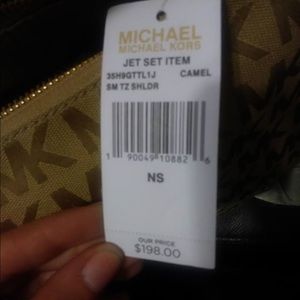 MICHAEL
MICHAEL KORS
JET SET ITEM
35H9GTTL1J CAMEL
SM TZ SHLDR
1 90049 10882 6
NS
OUR PRICE
$198.00